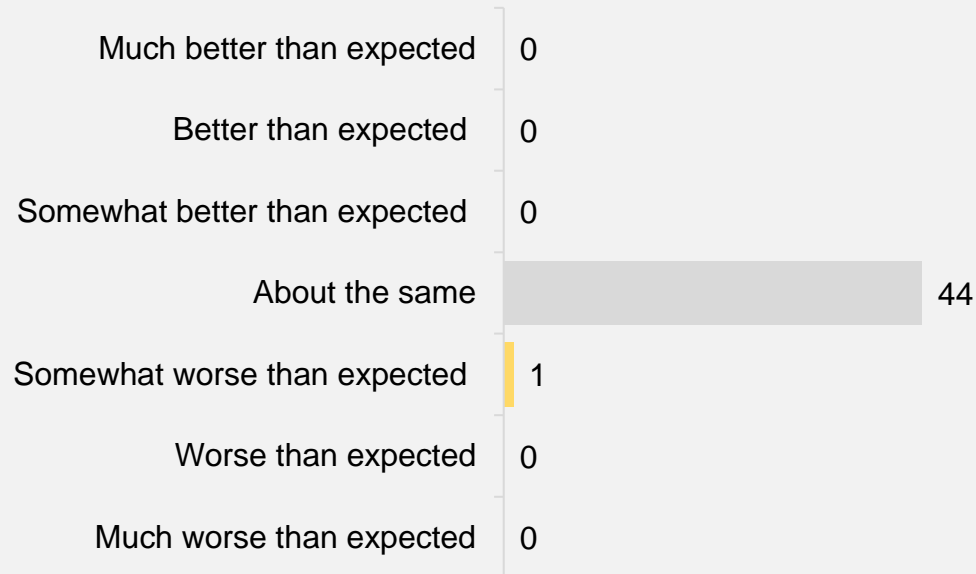 Much better than expected 0
Better than expected 0
Somewhat better than expected 0
About the same 44
Somewhat worse than expected 1
Worse than expected 0
Much worse than expected 0